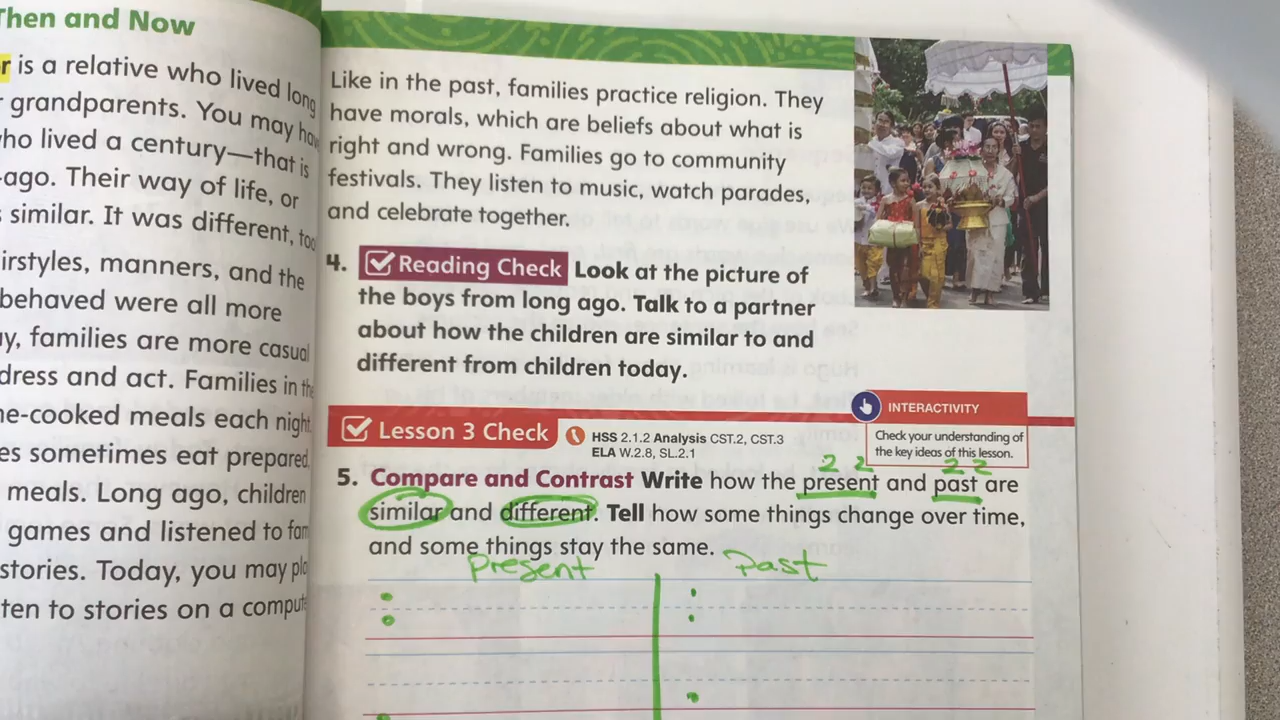 Then and Now
r is a relative who lived long
grandparents. You may
who lived a century—that is
ago. Their way of life, or
similar. It was different, too
irstyles, manners, and the
behaved were all more
y, families are more casual
dress and act. Families in the
me-cooked meals each night
es sometimes eat prepared
meals. Long ago, children
games and listened to
stories. Today, you may
ten to stories on a
Like in the past, families practice religion. They
have morals, which are beliefs about what is
right and wrong. Families go to community
festivals. They listen to music, watch parades,
and celebrate together.
4. Reading Check Look at the picture of
the boys from long ago. Talk to a partner
about how the children are similar to and
different from children today.
INTERACTIVITY
Check your understanding of
the key ideas of this lesson.
Lesson 3 Check
HSS 2.1.2 Analysis CST.2, CST.3
ELA W.2.8, SL.2.1
2 2 2 2
5. Compare and Contrast Write how the present and past are
similar and different. Tell how some things change over time,
and some things stay the same.
Present Past